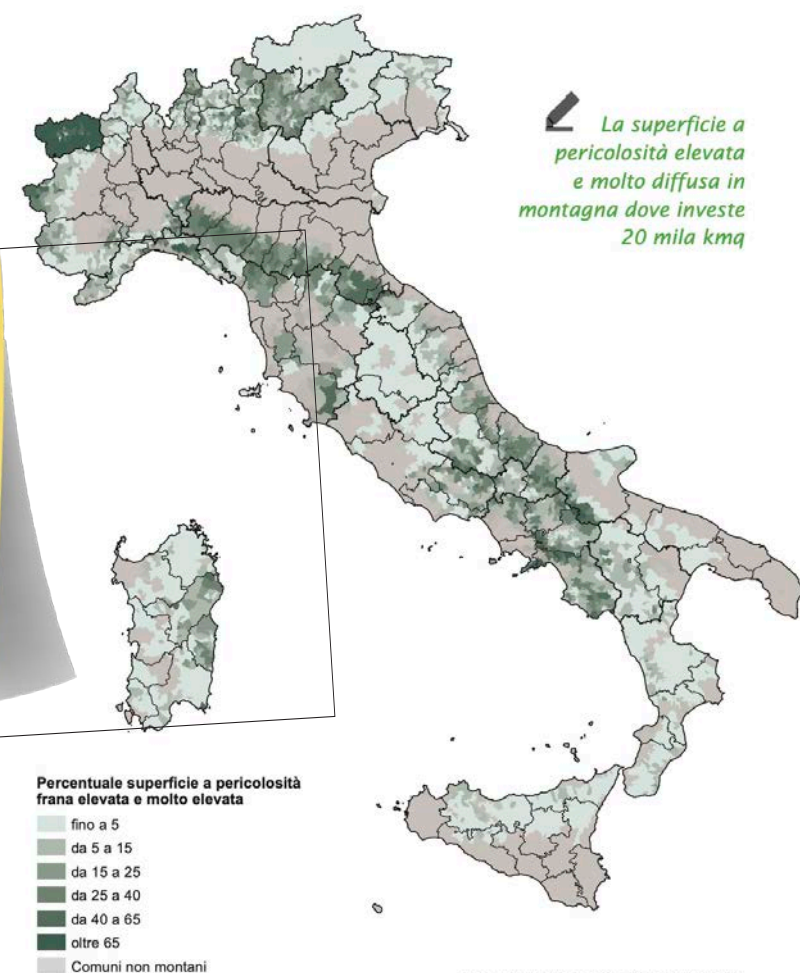 La superficie a
pericolosità elevata
e molto diffusa in
montagna dove investe
20 mila kmq
Percentuale superficie a pericolosità
frana elevata e molto elevata
fino a 5
da 5 a 15
da 15 a 25
da 25 a 40
da 40 a 65
oltre 65
Comuni non montani